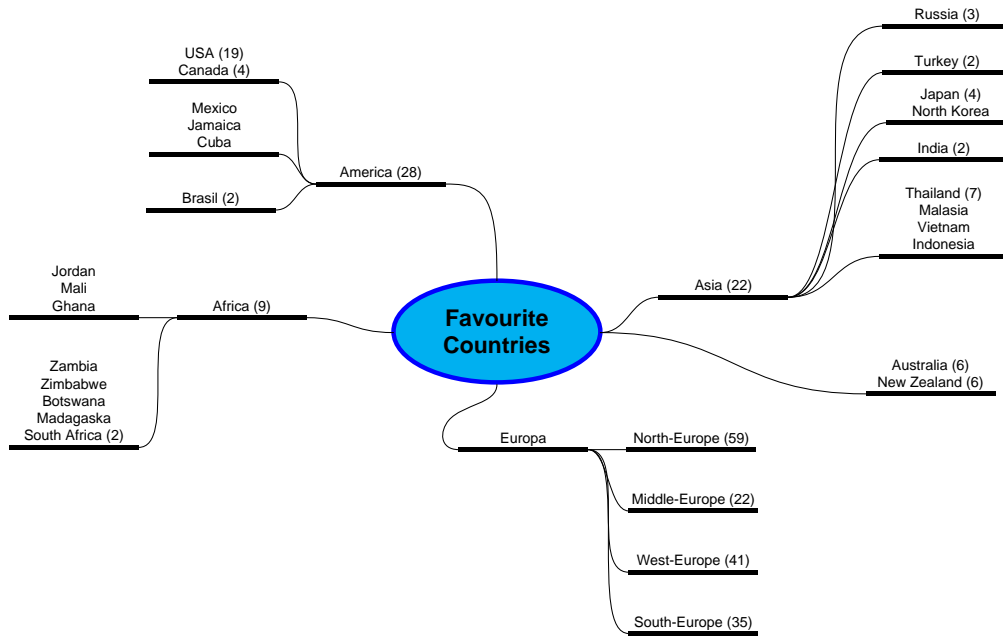 Favourite
Countries
America (28)
USA (19)
Canada (4)
Mexico
Jamaica
Cuba
Brasil (2)
Africa (9)
Jordan
Mali
Ghana
Zambia
Zimbabwe
Botswana
Madagaska
South Africa (2)
Asia (22)
Russia (3)
Turkey (2)
Japan (4)
North Korea
India (2)
Thailand (7)
Malasia
Vietnam
Indonesia
Australia (6)
New Zealand (6)
Europa
North-Europe (59)
Middle-Europe (22)
West-Europe (41)
South-Europe (35)